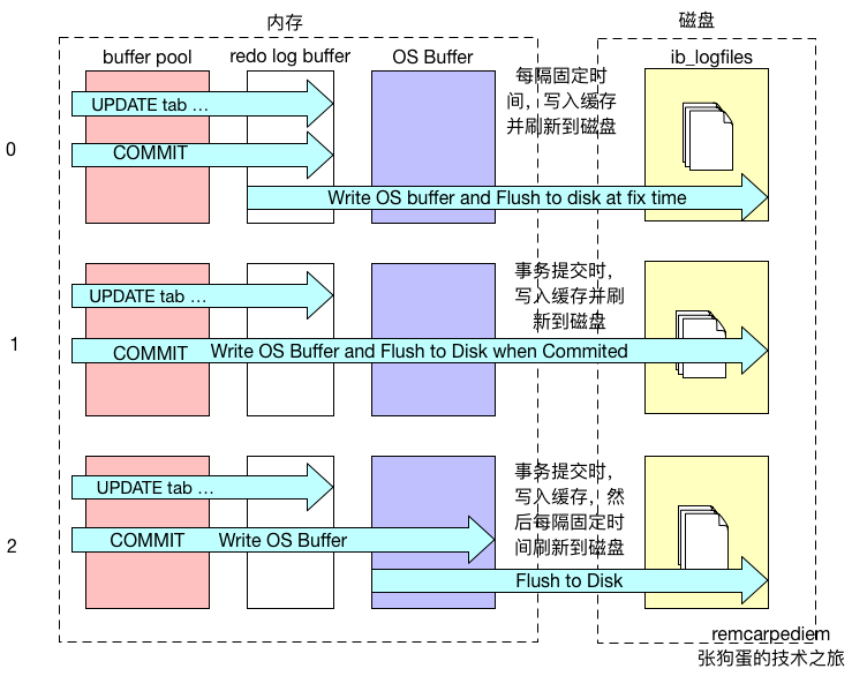 内存
磁盘
buffer pool
redo log buffer
OS Buffer
ib_logfiles
0
UPDATE tab ...
COMMIT
Write OS buffer and Flush to disk at fix time
每隔固定时
间，写入缓存
并刷新到磁盘
1
UPDATE tab ...
COMMIT
Write OS Buffer and Flush to Disk when Commited
事务提交时，
写入缓存并刷
新到磁盘
2
UPDATE tab ...
COMMIT
Write OS Buffer
Flush to Disk
事务提交时，
写入缓存，然
后每隔固定时
间刷新到磁盘
remcarpediem
张狗蛋的技术之旅